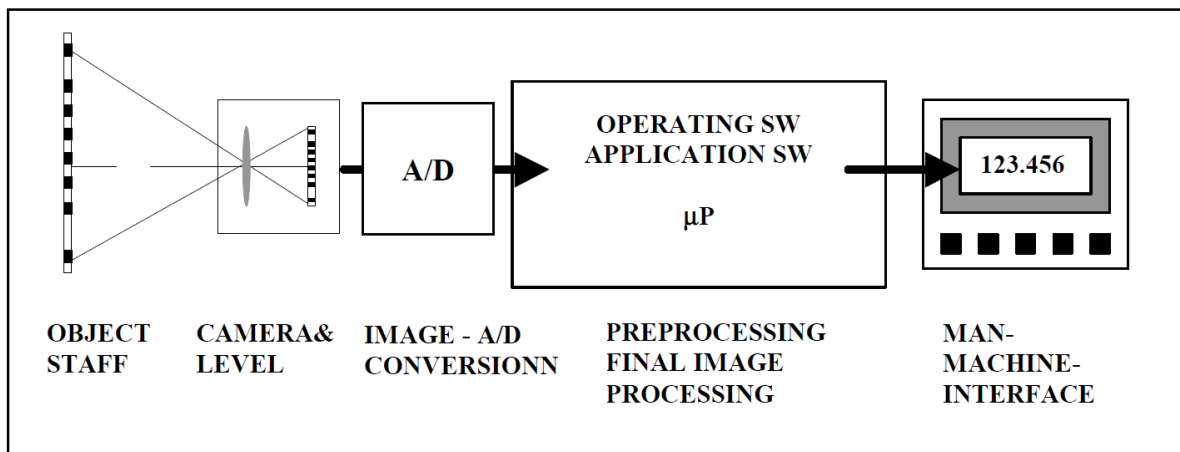 A/D
OPERATING SW
APPLICATION SW
μP
123.456
OBJECT
STAFF
CAMERA&
LEVEL
IMAGE - A/D
CONVERSIONN
PREPROCESSING
FINAL IMAGE
PROCESSING
MAN-
MACHINE-
INTERFACE